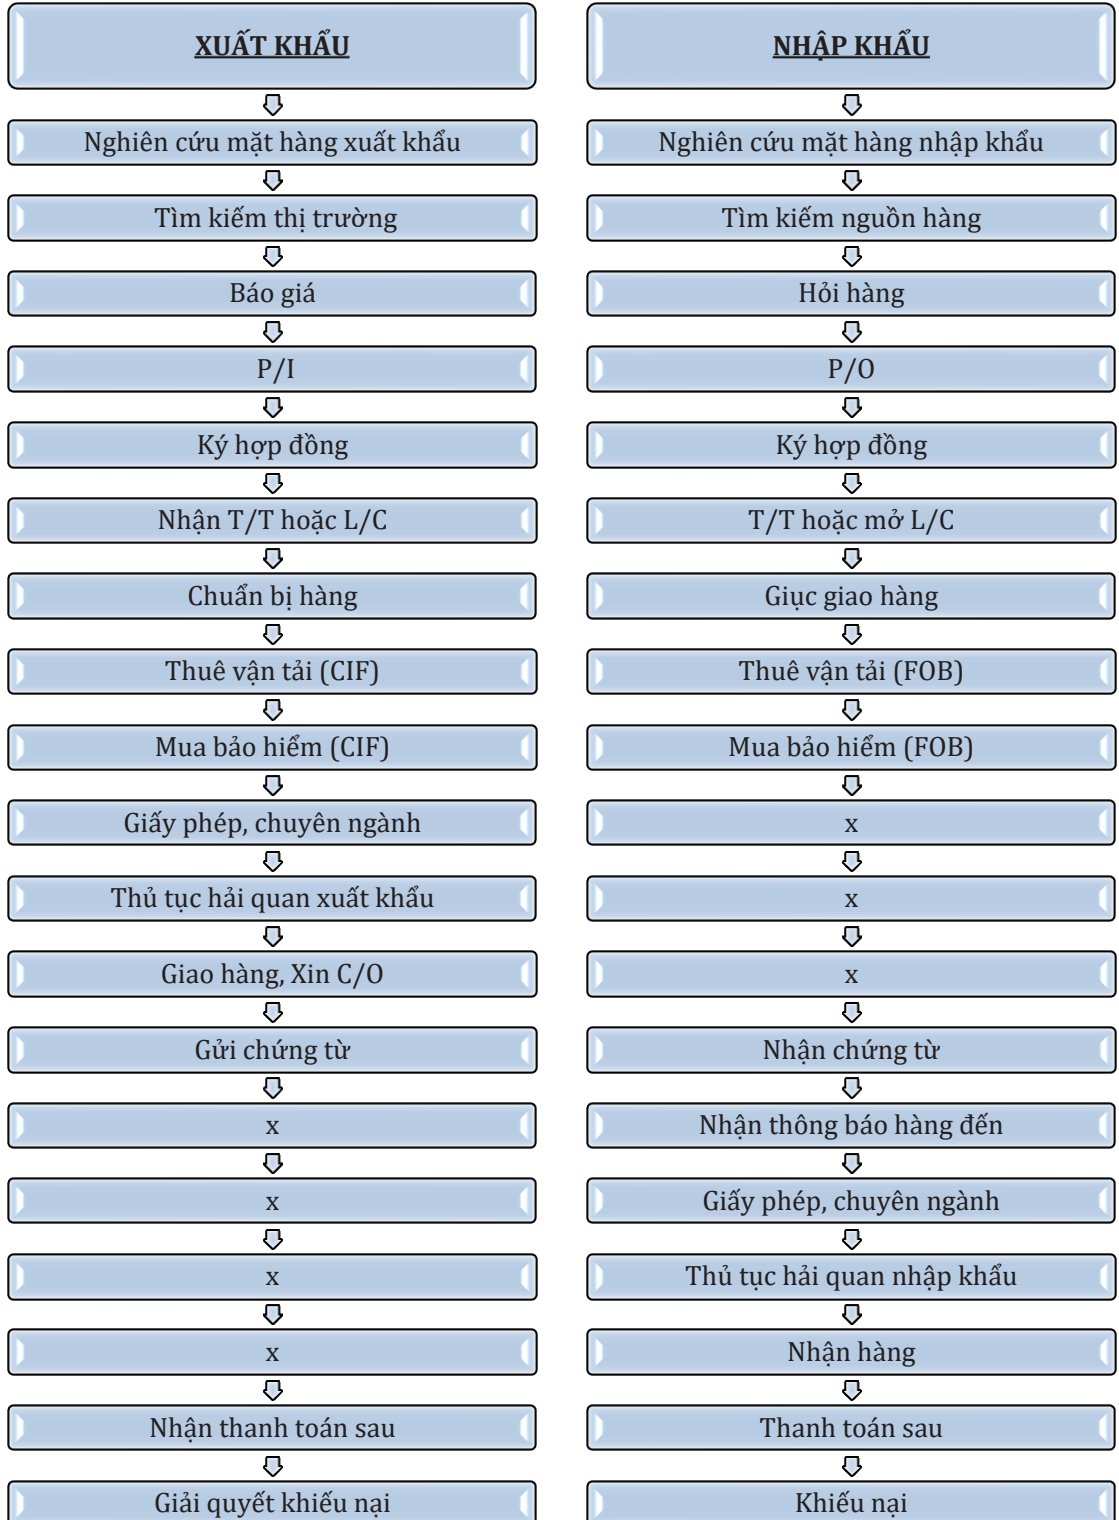 XUẤT KHẨU
Nghiên cứu mặt hàng xuất khẩu
Tìm kiếm thị trường
Báo giá
P/I
Ký hợp đồng
Nhận T/T hoặc L/C
Chuẩn bị hàng
Thuê vận tải (CIF)
Mua bảo hiểm (CIF)
Giấy phép, chuyên ngành
Thủ tục hải quan xuất khẩu
Giao hàng, Xin C/O
Gửi chứng từ
x
x
x
x
Nhận thanh toán sau
Giải quyết khiếu nại
NHẬP KHẨU
Nghiên cứu mặt hàng nhập khẩu
Tìm kiếm nguồn hàng
Hỏi hàng
P/O
Ký hợp đồng
T/T hoặc mở L/C
Giục giao hàng
Thuê vận tải (FOB)
Mua bảo hiểm (FOB)
x
x
x
Nhận chứng từ
Nhận thông báo hàng đến
Giấy phép, chuyên ngành
Thủ tục hải quan nhập khẩu
Nhận hàng
Thanh toán sau
Khiếu nại